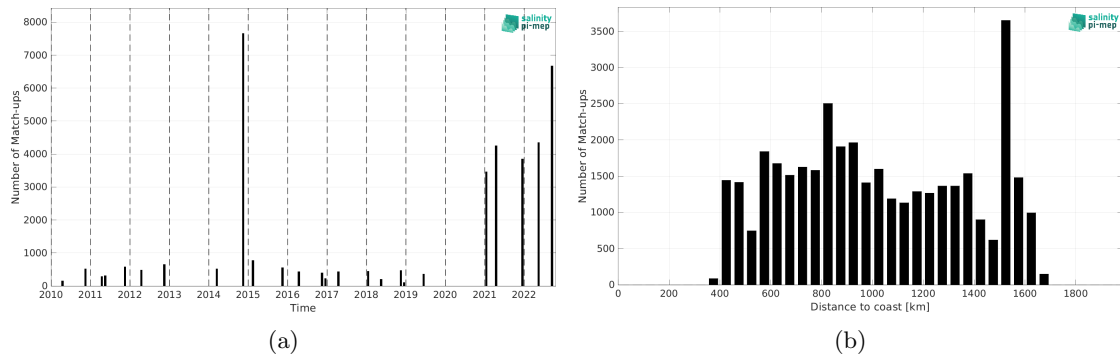 salinity
pi-mep
8000
7000
6000
5000
4000
3000
2000
1000
0
Number of Match-ups
2010 2011 2012 2013 2014 2015 2016 2017 2018 2019 2020 2021 2022
Time
(a)
salinity
pi-mep
3500
3000
2500
2000
1500
1000
500
0
Number of Match-ups
0 200 400 600 800 1000 1200 1400 1600 1800
Distance to coast [km]
(b)